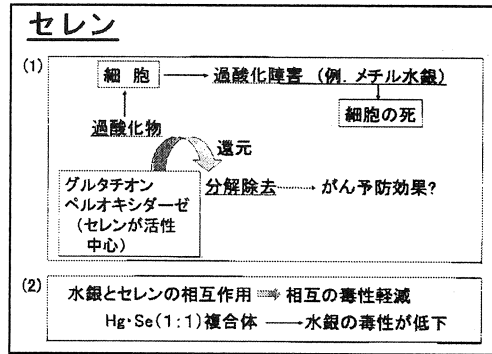 セレン
(1)
細胞 → 過酸化障害 (例. メチル水銀)
細胞の死
過酸化物
還元
グルタチオン
ペルオキシダーゼ
(セレンが活性
中心)
分解除去 → がん予防効果?
(2)
水銀とセレンの相互作用 ⇒ 相互の毒性軽減
Hg・Se(1:1)複合体 → 水銀の毒性が低下